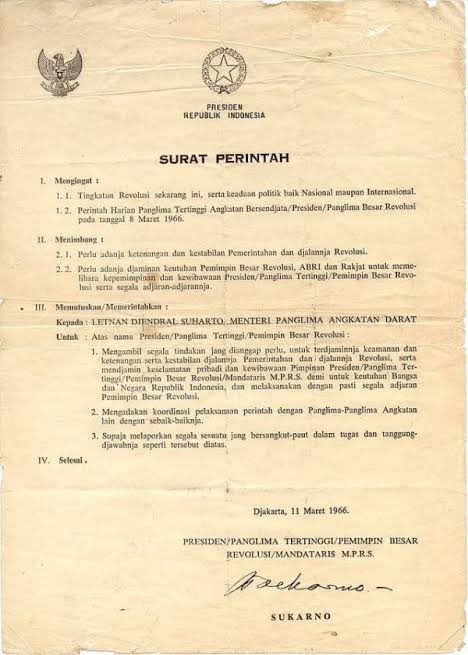 PRESIDEN
REPUBLIK INDONESIA
SURAT PERINTAH
I. Mengingat :
1. 1. Tingkatan Revolusi sekarang ini, serta keadaan politik baik Nasional maupun Internasional.
1. 2. Perintah Harian Panglima Tertinggi Angkatan Bersendjata/Presiden/Panglima Besar Revolusi
pada tanggal 8 Maret 1966.
II. Menimbang :
2. 1. Perlu adanja ketenangan dan kestabilan Pemerintahan dan djalannja Revolusi.
2. 2. Perlu adanja djaminan keutuhan Pemimpin Besar Revolusi, ABRI dan Rakjat untuk meme-
lihara kepemimpinan dan kewibawaan Presiden/Panglima Tertinggi/Pemimpin Besar Revo-
lusi serta segala adjaran-adjarannja.
III. Memutuskan/Memerintahkan :
Kepada : LETNAN DJENDRAL SUHARTO, MENTERI PANGLIMA ANGKATAN DARAT
Untuk : Atas nama Presiden/Panglima Tertinggi/Pemimpin Besar Revolusi :
1. Mengambil segala tindakan jang dianggap perlu, untuk terdjaminnja keamanan dan
ketenangan serta kestabilan djalannja Pemerintahan dan djalannja Revolusi, serta
mendjamin keselamatan pribadi dan kewibawaan Pimpinan Presiden/Panglima Ter-
tinggi/Pemimpin Besar Revolusi/Mandataris M.P.R.S. demi untuk keutuhan Bangsa
dan Negara Republik Indonesia, dan melaksanakan dengan pasti segala adjaran
Pemimpin Besar Revolusi.
2. Mengadakan koordinasi pelaksanaan perintah dengan Panglima-Panglima Angkatan
lain dengan sebaik-baiknja.
3. Supaja melaporkan segala sesuatu jang bersangkut-paut dalam tugas dan tanggung-
djawabnja seperti tersebut diatas.
IV. Selesai.
Djakarta, 11 Maret 1966.
PRESIDEN/PANGLIMA TERTINGGI/PEMIMPIN BESAR
REVOLUSI/MANDATARIS M.P.R.S.
Soekarno.-
SUKARNO